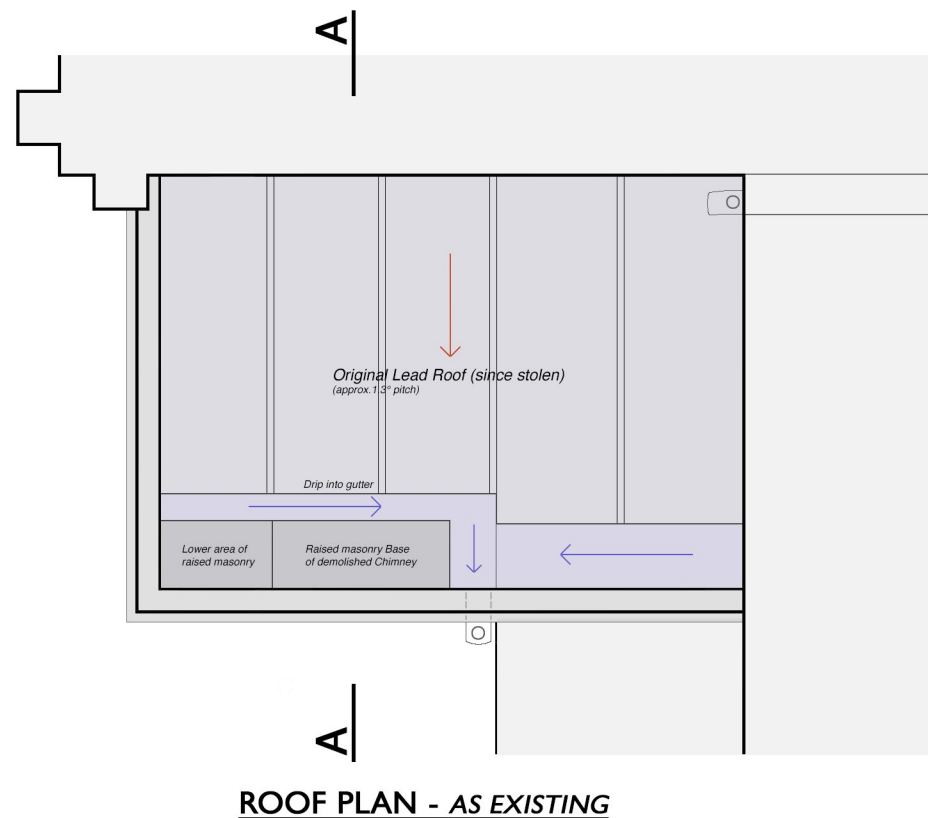 A
Original Lead Roof (since stolen)
(approx.1.3° pitch)
Drip into gutter
Lower area of
raised masonry
Raised masonry Base
of demolished Chimney
A
ROOF PLAN - AS EXISTING